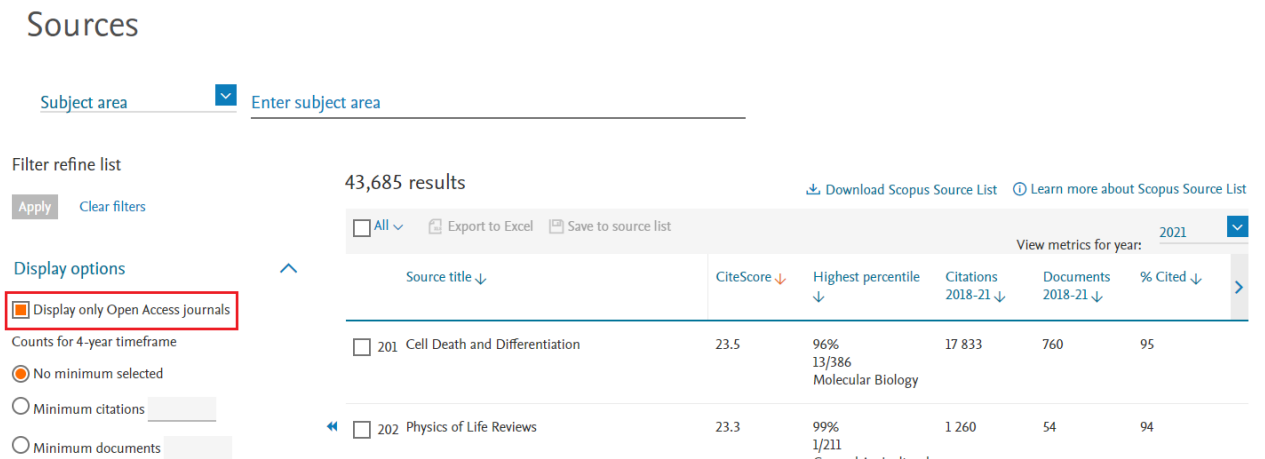 Sources
Subject area
Enter subject area
Filter refine list
Apply Clear filters
Display options
Display only Open Access journals
Counts for 4-year timeframe
No minimum selected
Minimum citations
Minimum documents
43,685 results
Download Scopus Source List Learn more about Scopus Source List
All Export to Excel Save to source list
View metrics for year: 2021
Source title CiteScore Highest percentile Citations 2018-21 Documents 2018-21 % Cited
201 Cell Death and Differentiation 23.5 96% 17 833 760 95
13/386
Molecular Biology
202 Physics of Life Reviews 23.3 99% 1 260 54 94
1/211